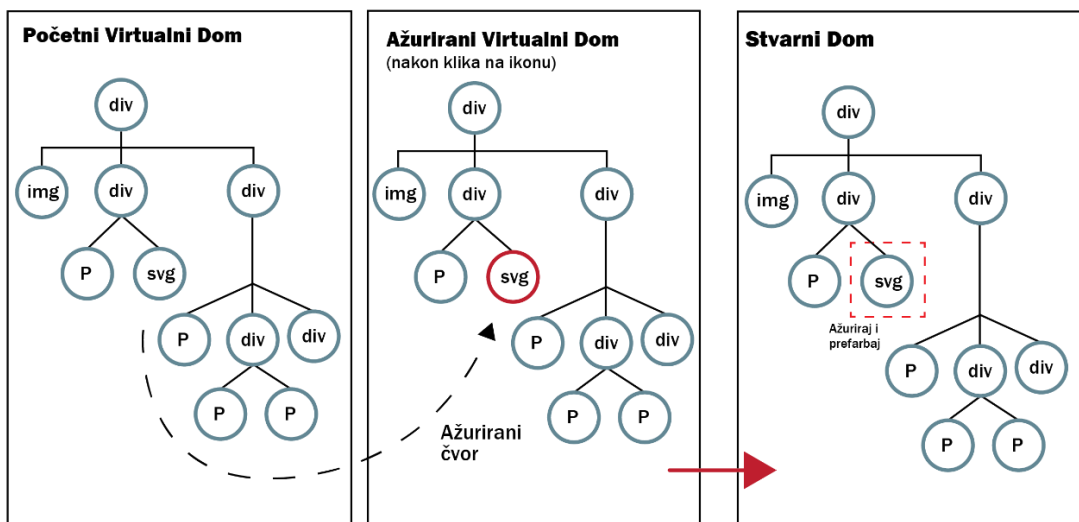 Početni Virtualni Dom
div
img
div
div
P
svg
P
div
div
P
P
Ažurirani Virtualni Dom
(nakon klika na ikonu)
div
img
div
div
P
svg
P
div
div
P
P
Ažurirani
čvor
Stvarni Dom
div
img
div
div
P
svg
Ažuriraj i
prefarbaj
P
div
div
P
P